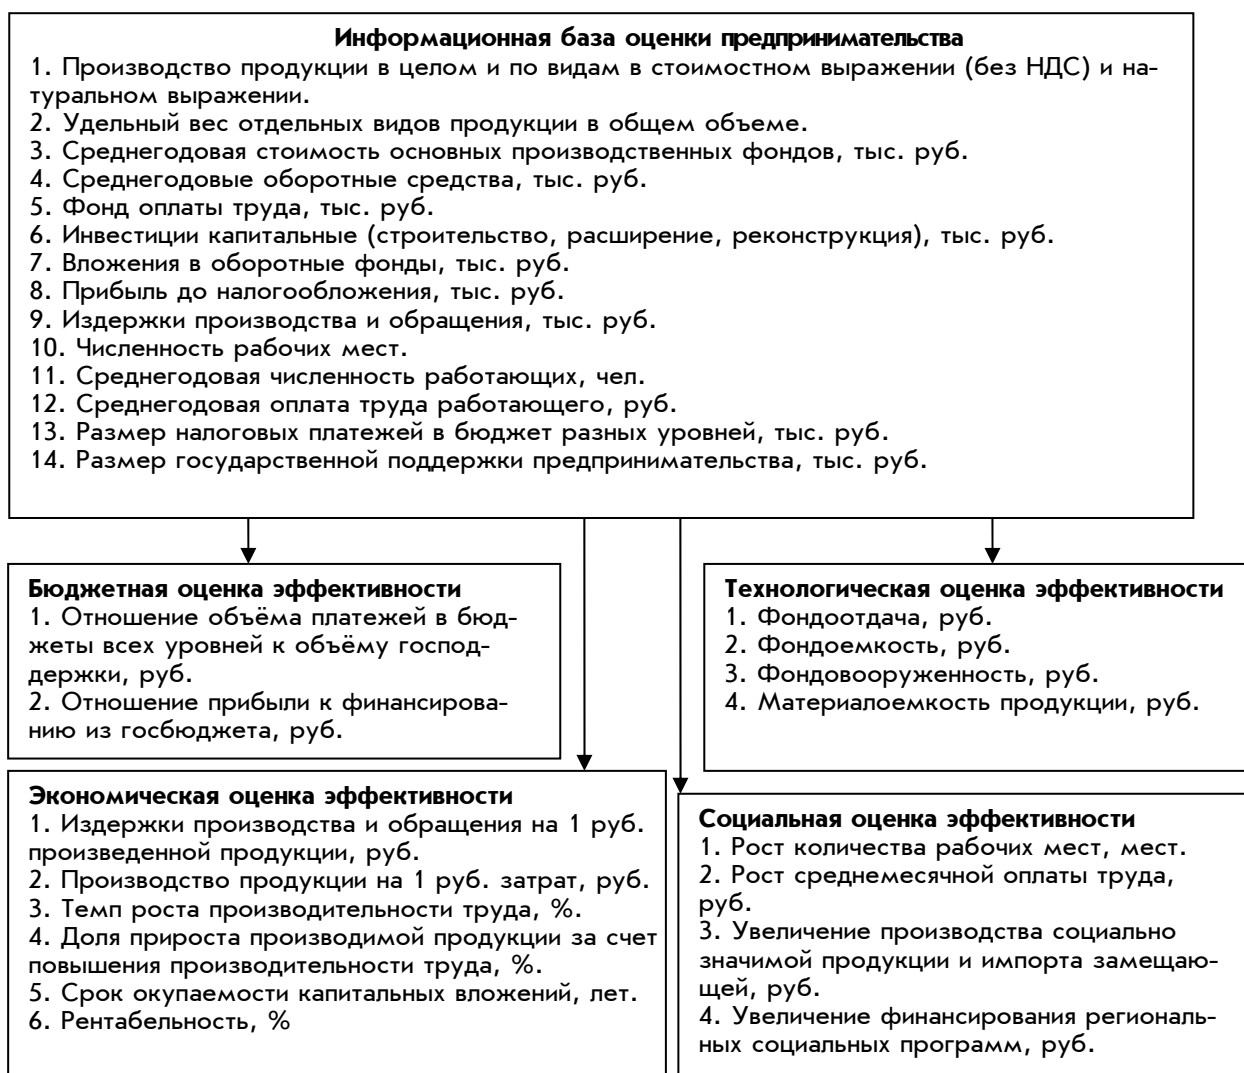 Информационная база оценки предпринимательства
1. Производство продукции в целом и по видам в стоимостном выражении (без НДС) и на-
туральном выражении.
2. Удельный вес отдельных видов продукции в общем объеме.
3. Среднегодовая стоимость основных производственных фондов, тыс. руб.
4. Среднегодовые оборотные средства, тыс. руб.
5. Фонд оплаты труда, тыс. руб.
6. Инвестиции капитальные (строительство, расширение, реконструкция), тыс. руб.
7. Вложения в оборотные фонды, тыс. руб.
8. Прибыль до налогообложения, тыс. руб.
9. Издержки производства и обращения, тыс. руб.
10. Численность рабочих мест.
11. Среднегодовая численность работающих, чел.
12. Среднегодовая оплата труда работающего, руб.
13. Размер налоговых платежей в бюджет разных уровней, тыс. руб.
14. Размер государственной поддержки предпринимательства, тыс. руб.
Бюджетная оценка эффективности
1. Отношение объёма платежей в бюд-
жеты всех уровней к объёму господ-
держки, руб.
2. Отношение прибыли к финансирова-
нию из госбюджета, руб.
Технологическая оценка эффективности
1. Фондоотдача, руб.
2. Фондоемкость, руб.
3. Фондовооруженность, руб.
4. Материалоемкость продукции, руб.
Экономическая оценка эффективности
1. Издержки производства и обращения на 1 руб.
произведенной продукции, руб.
2. Производство продукции на 1 руб. затрат, руб.
3. Темп роста производительности труда, %.
4. Доля прироста производимой продукции за счет
повышения производительности труда, %.
5. Срок окупаемости капитальных вложений, лет.
6. Рентабельность, %
Социальная оценка эффективности
1. Рост количества рабочих мест, мест.
2. Рост среднемесячной оплаты труда,
руб.
3. Увеличение производства социально
значимой продукции и импорта замещаю-
щей, руб.
4. Увеличение финансирования региональ-
ных социальных программ, руб.